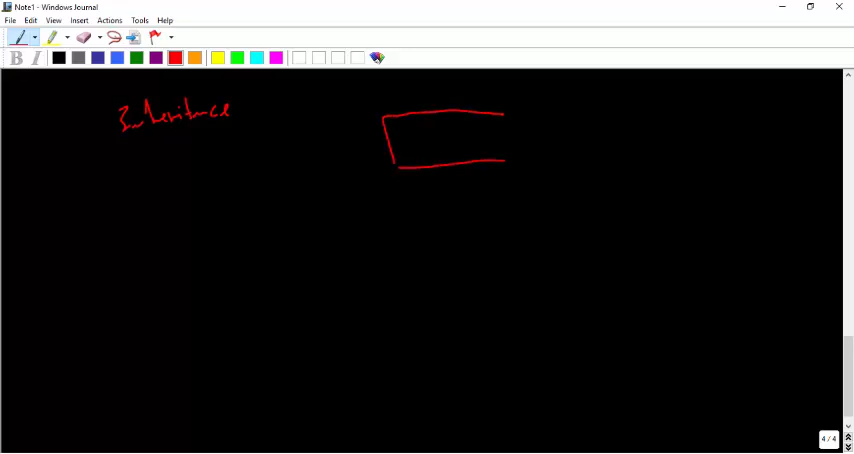 Note1 - Windows Journal
File Edit View Insert Actions Tools Help
B I
Inheritance
4 / 4